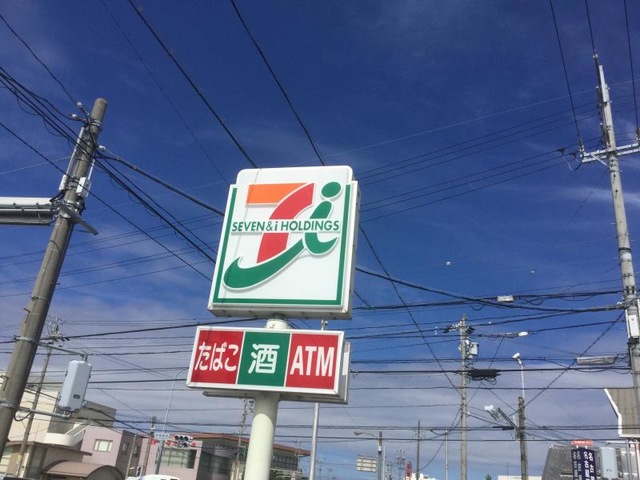 SEVEN&i HOLDINGS
たばこ 酒 ATM